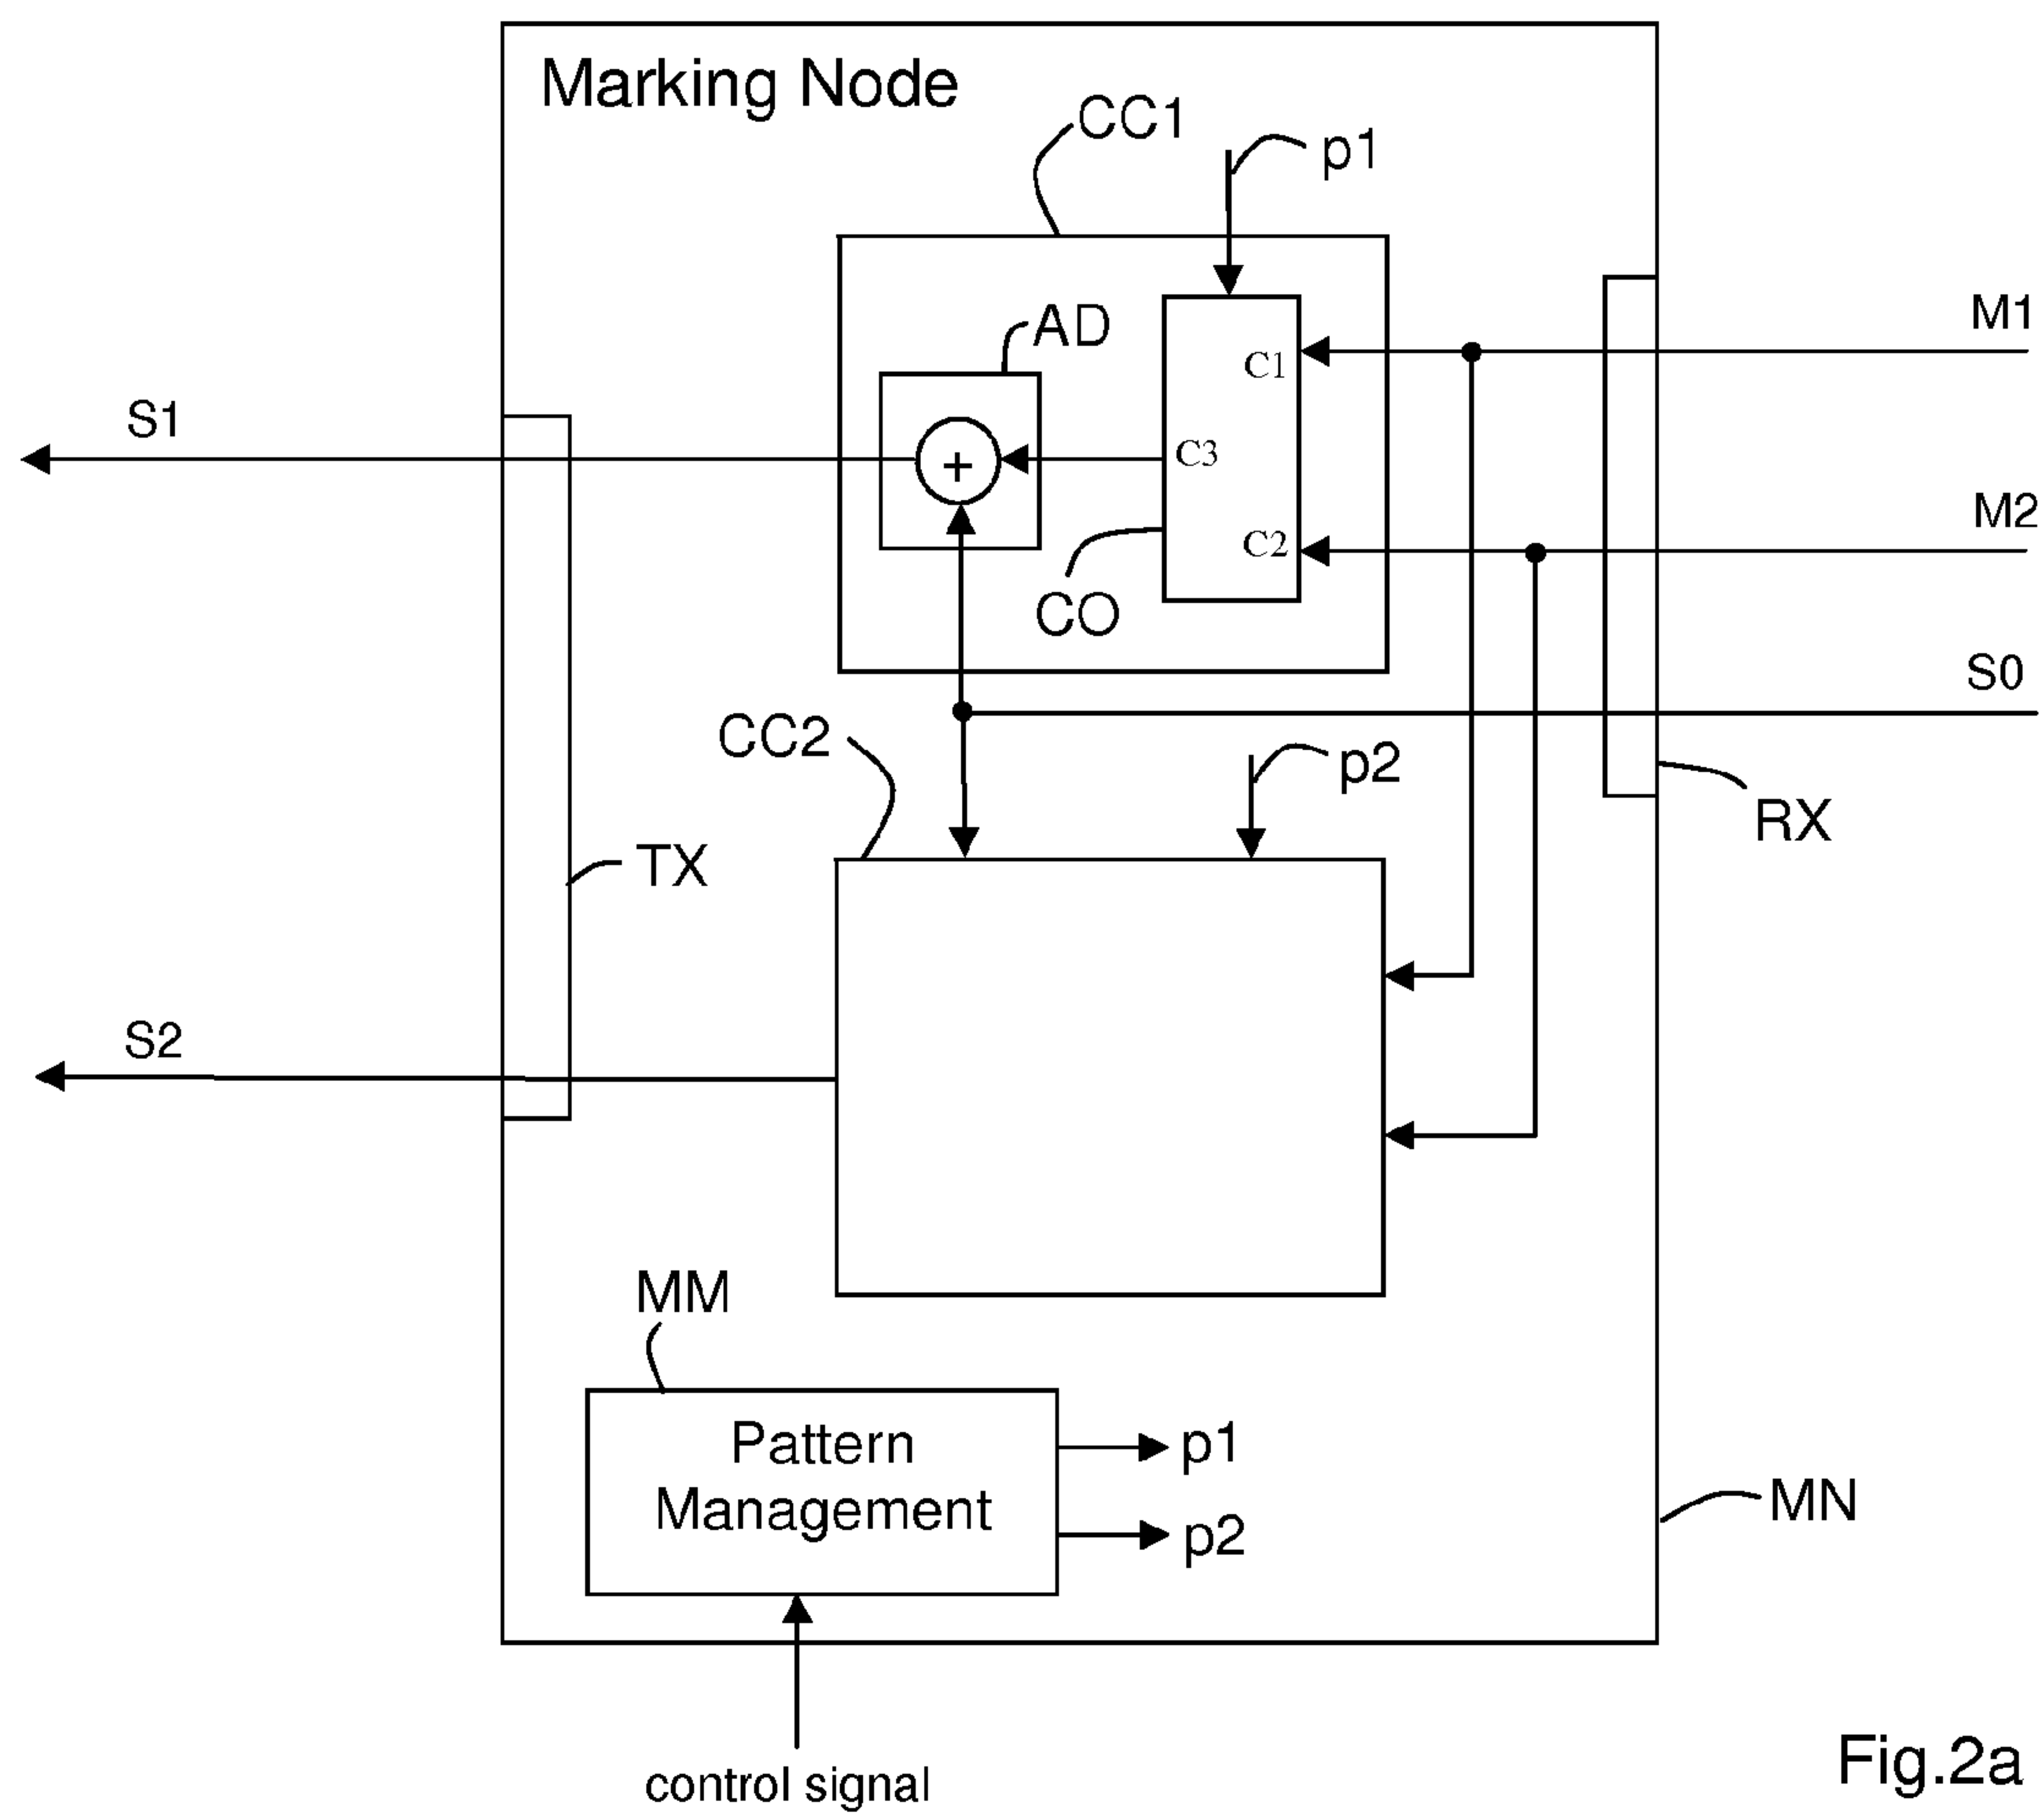 Marking Node
CC1
p1
M1
AD
C1
S1
C3
M2
C2
CO
S0
CC2
p2
RX
TX
S2
MM
Pattern
Management
p1
p2
MN
control signal
Fig.2a
+